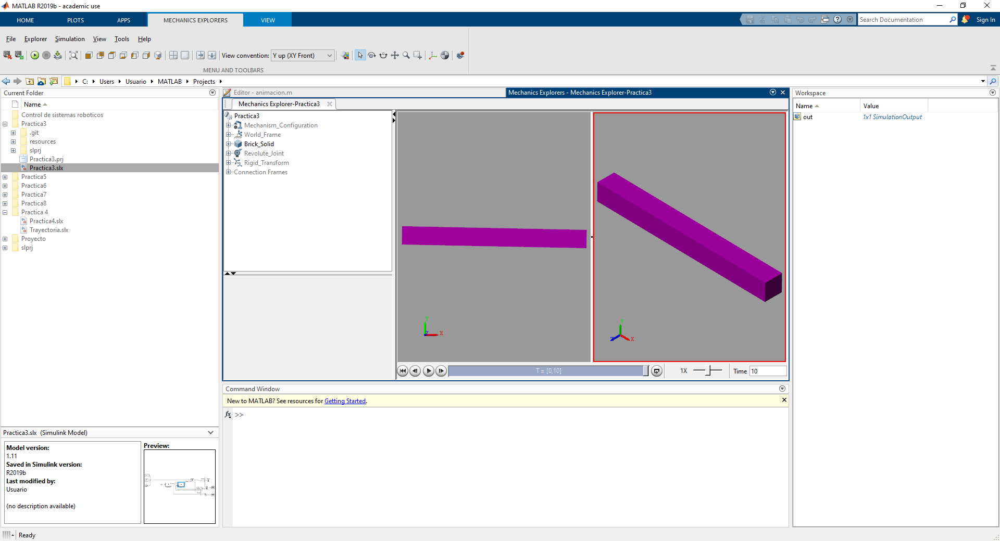 MATLAB R2019b - academic use
HOME PLOTS APPS MECHANICS EXPLORERS VIEW
Search Documentation Sign In
File Explorer Simulation View Tools Help
View convention: Y up (XY Front)
MENU AND TOOLBARS
C: Users Usuario MATLAB Projects
Current Folder
Name
Control de sistemas roboticos
Practica3
.git
resources
slprj
Practica3.prj
Practica3.slx
Practica5
Practica6
Practica7
Practica8
Practica 4
Practica4.slx
Trayectoria.slx
Proyecto
slprj
Practica3.slx (Simulink Model)
Model version:
1.11
Saved in Simulink version:
R2019b
Last modified by:
Usuario
(no description available)
Preview:
Editor - animacion.m
Mechanics Explorers - Mechanics Explorer-Practica3
Mechanics Explorer-Practica3
Practica3
Mechanism_Configuration
World_Frame
Brick_Solid
Revolute_Joint
Rigid_Transform
Connection Frames
Y
Z
X
Y
Z
X
T = [0,10]
1X
Time 10
Command Window
New to MATLAB? See resources for Getting Started.
fx >>
Workspace
Name Value
out 1x1 SimulationOutput
Ready